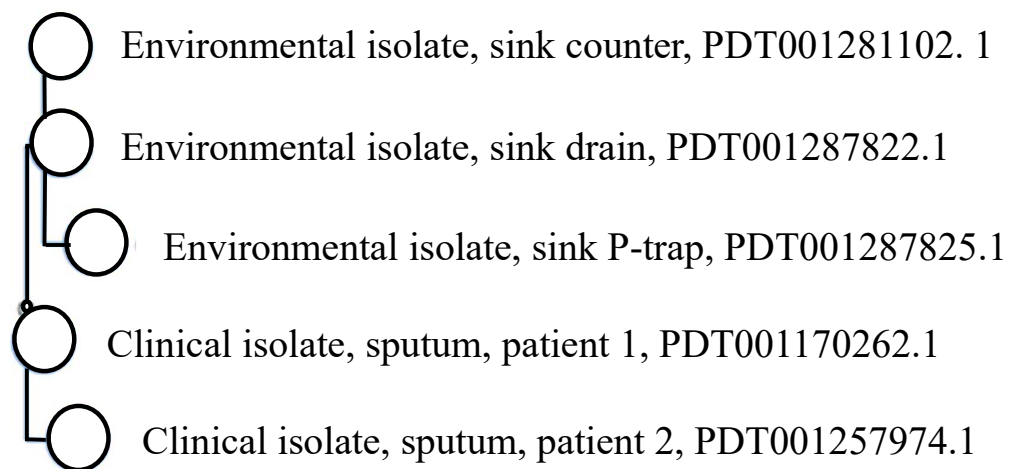 Environmental isolate, sink counter, PDT001281102. 1
Environmental isolate, sink drain, PDT001287822.1
Environmental isolate, sink P-trap, PDT001287825.1
Clinical isolate, sputum, patient 1, PDT001170262.1
Clinical isolate, sputum, patient 2, PDT001257974.1